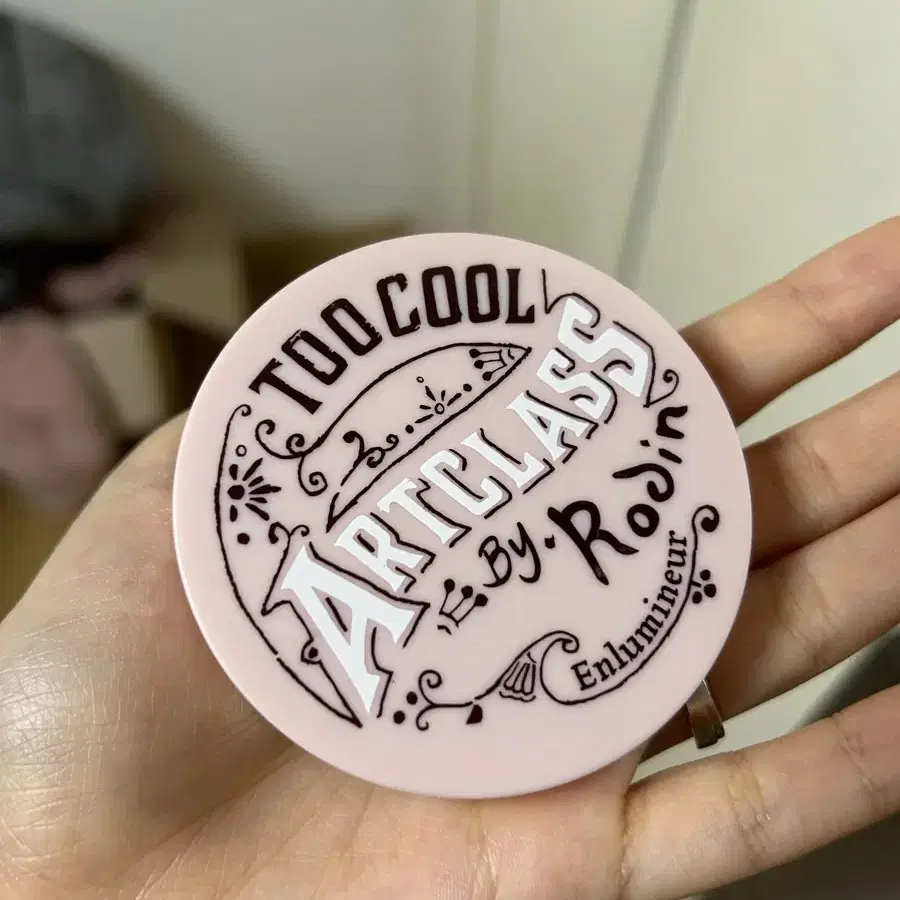 TOO COOL
ARTCLASS
By. Rodin
Enlumineur